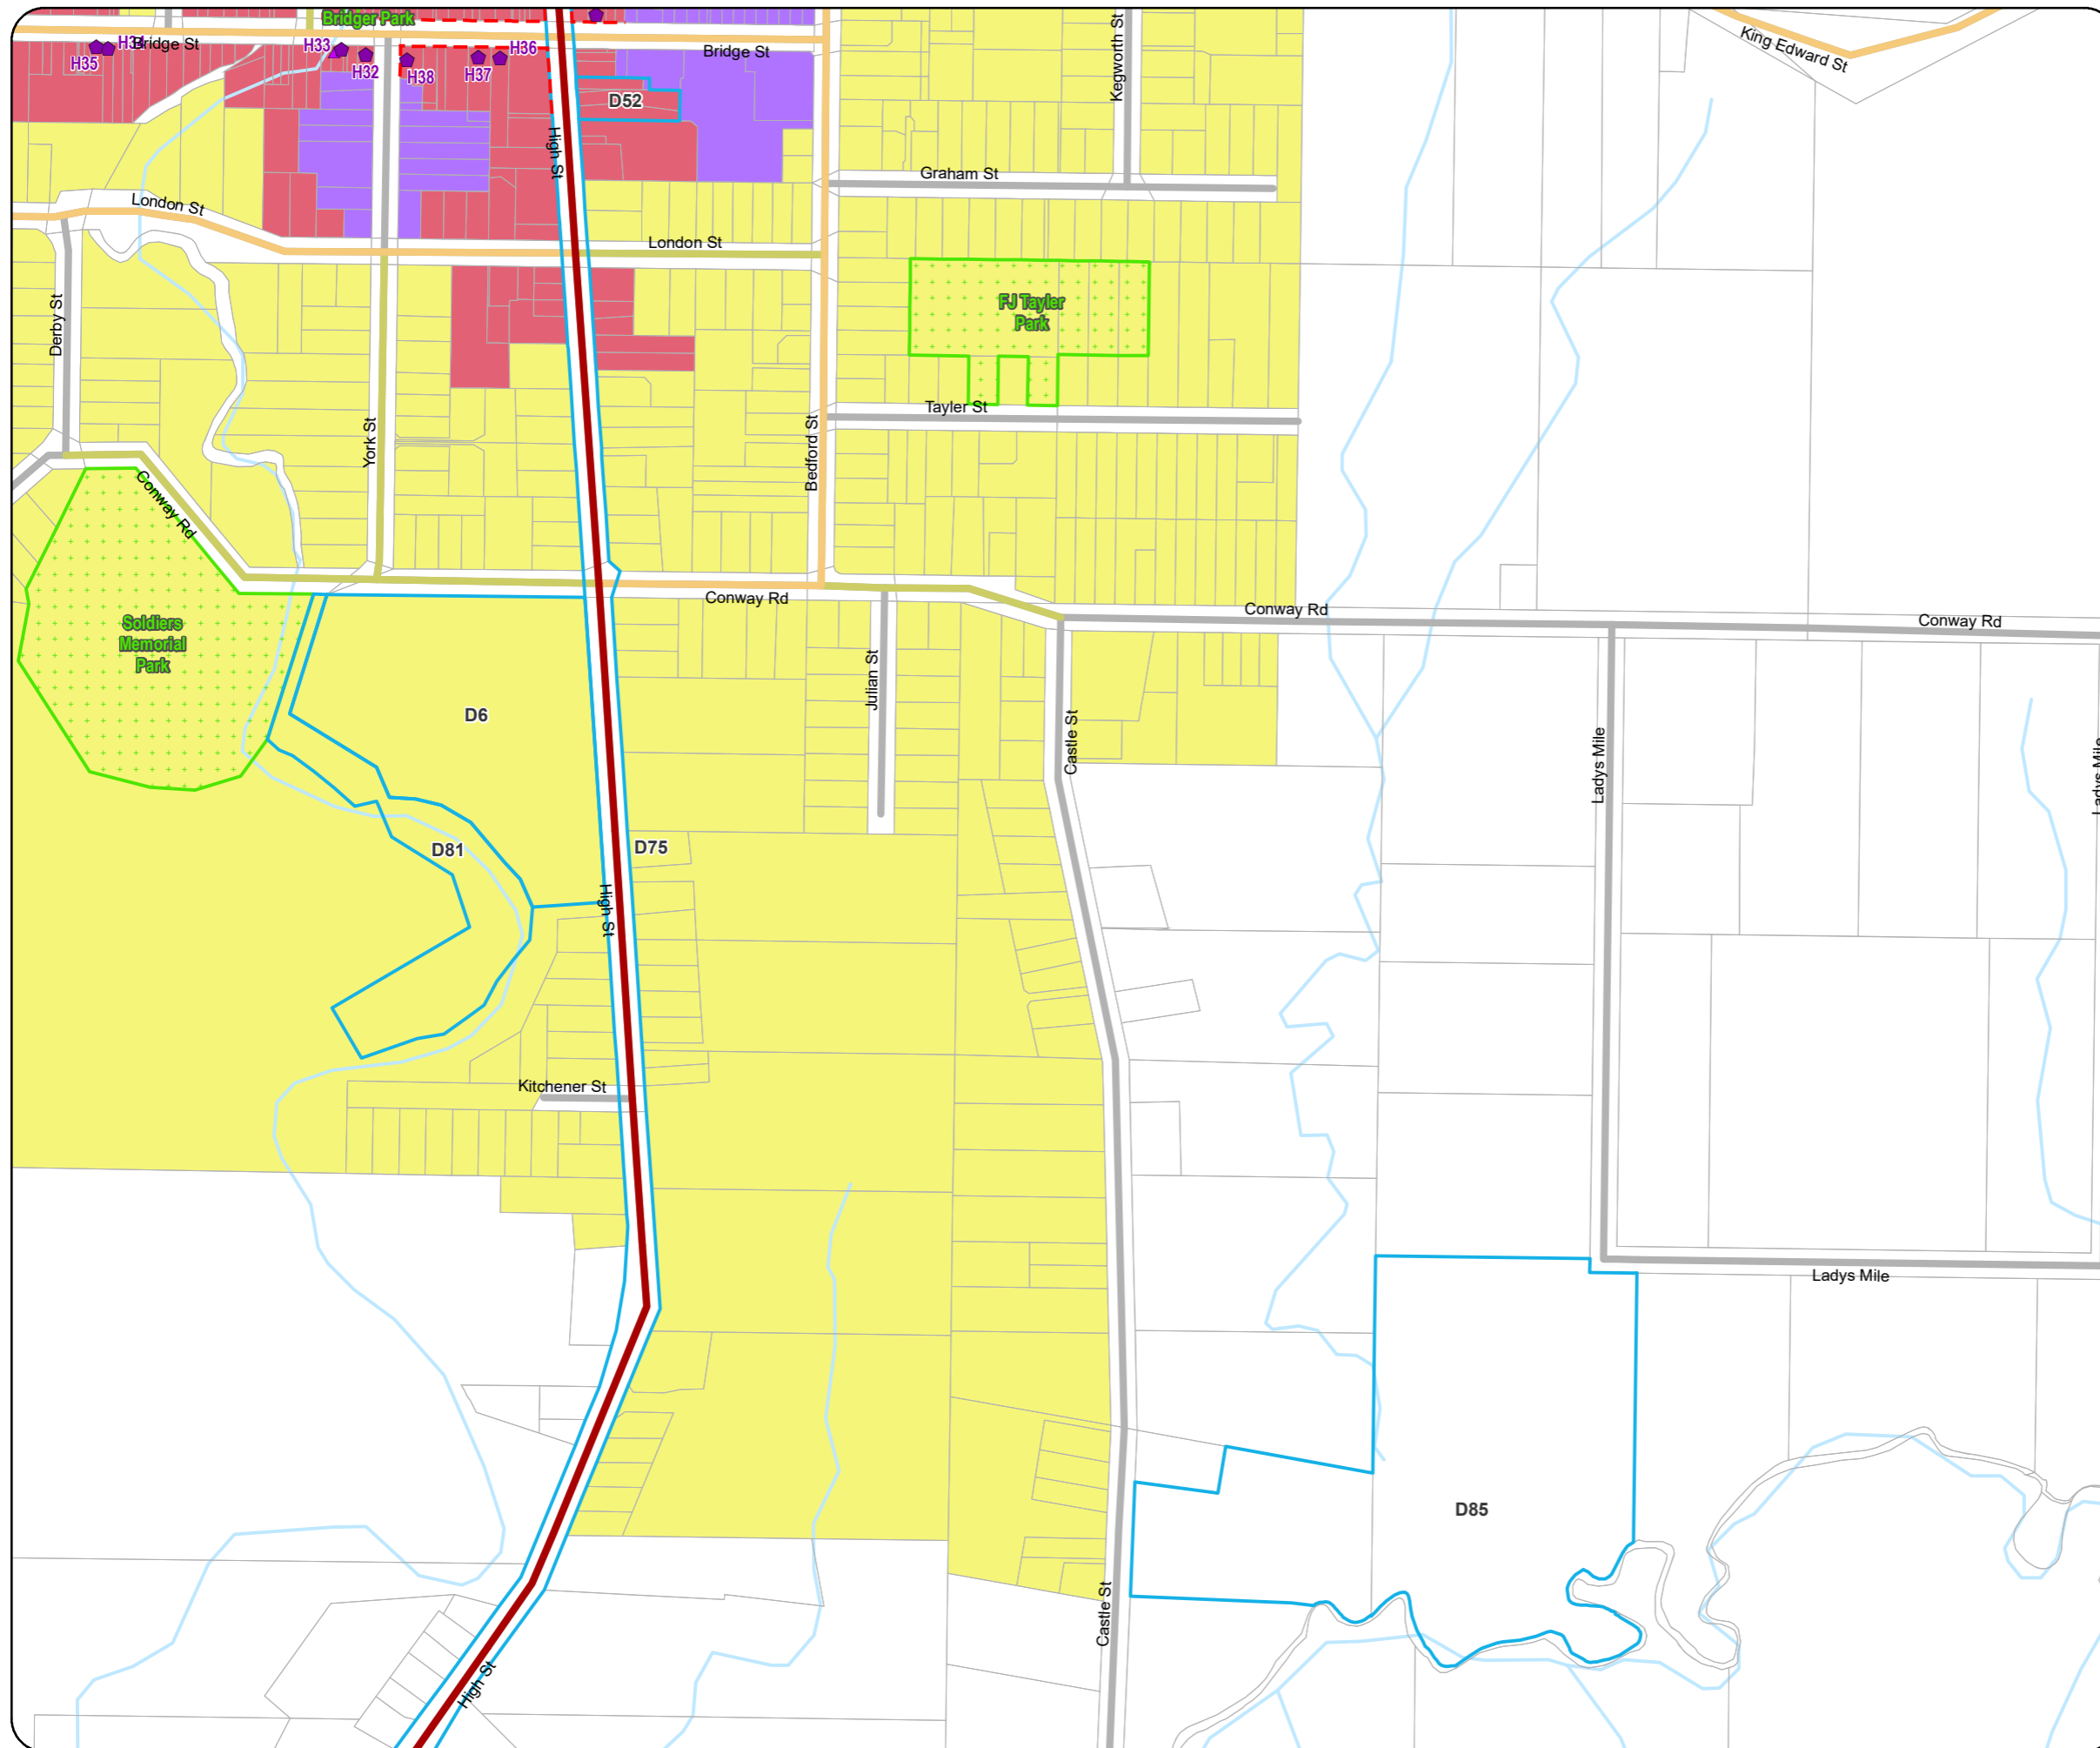 Bridger Park
H34
Bridge St
H35
H33
H32
H38
H37
H36
Bridge St
Kegworth St
King Edward St
D52
High St
Graham St
London St
London St
Derby St
FJ Tayler
Park
York St
Bedford St
Tayler St
Conway Rd
Conway Rd
Conway Rd
Conway Rd
Soldiers
Memorial
Park
Julian St
D6
Castle St
Ladys Mile
Ladys Mile
D81
D75
High St
Kitchener St
Ladys Mile
D85
Castle St
High St